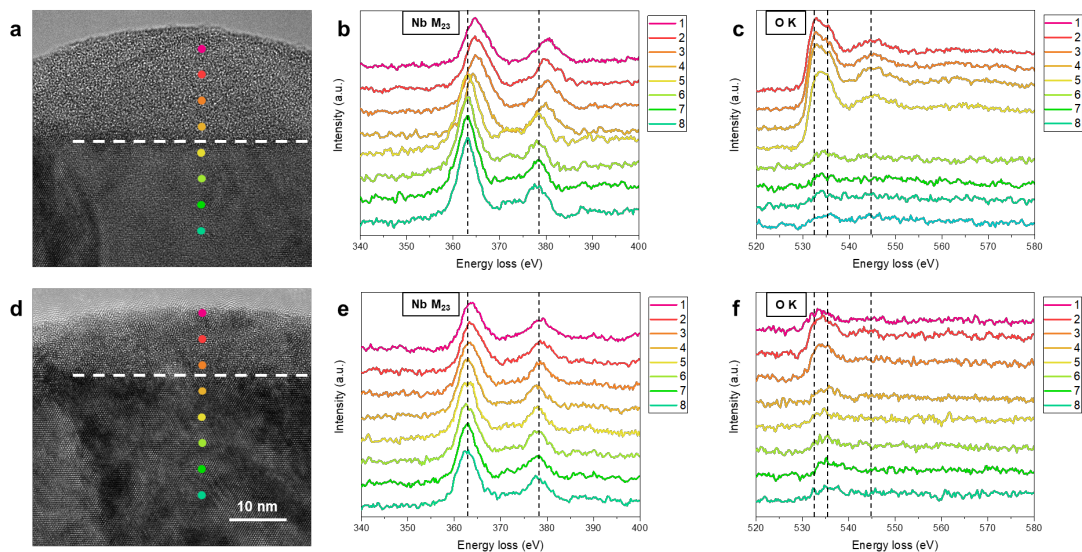 a
b
Nb M23
1
2
3
4
5
6
7
8
Intensity (a.u.)
340 350 360 370 380 390 400
Energy loss (eV)
c
O K
1
2
3
4
5
6
7
8
Intensity (a.u.)
520 530 540 550 560 570 580
Energy loss (eV)
d
10 nm
e
Nb M23
1
2
3
4
5
6
7
8
Intensity (a.u.)
340 350 360 370 380 390 400
Energy loss (eV)
f
O K
1
2
3
4
5
6
7
8
Intensity (a.u.)
520 530 540 550 560 570 580
Energy loss (eV)